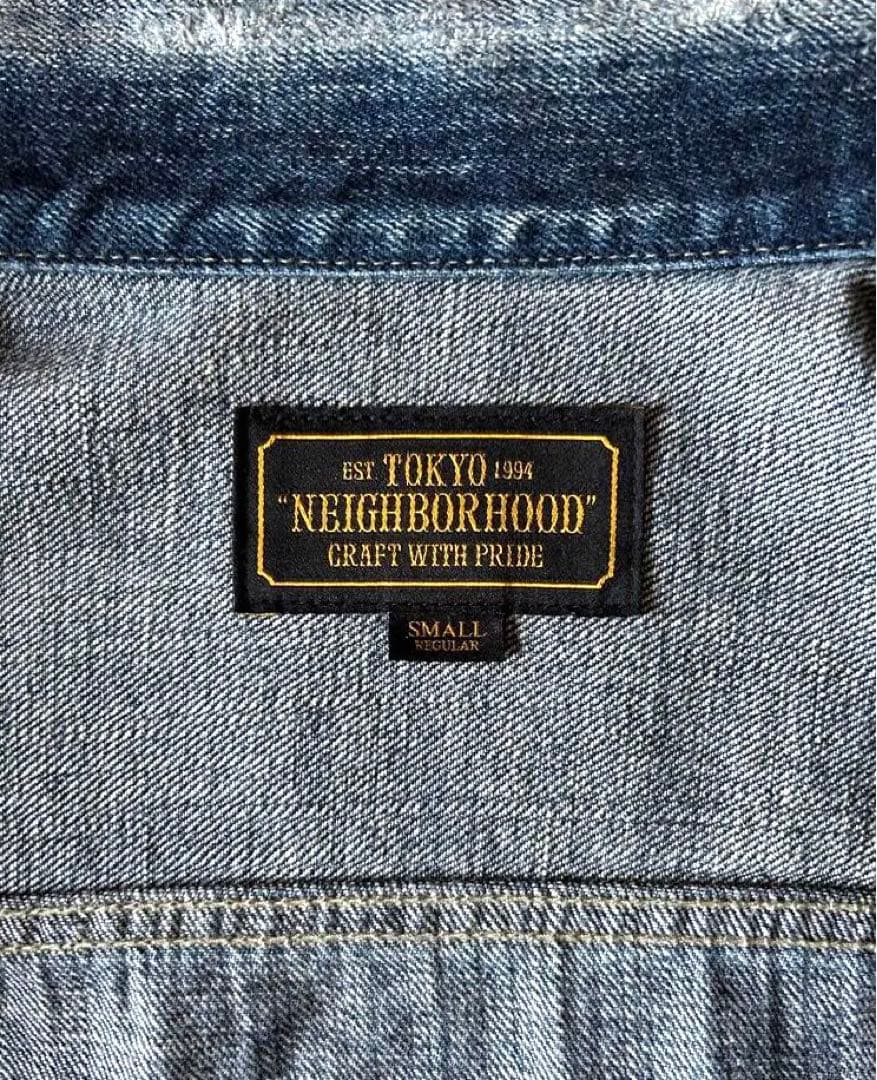 EST TOKYO 1994
"NEIGHBORHOOD"
CRAFT WITH PRIDE
SMALL
REGULAR